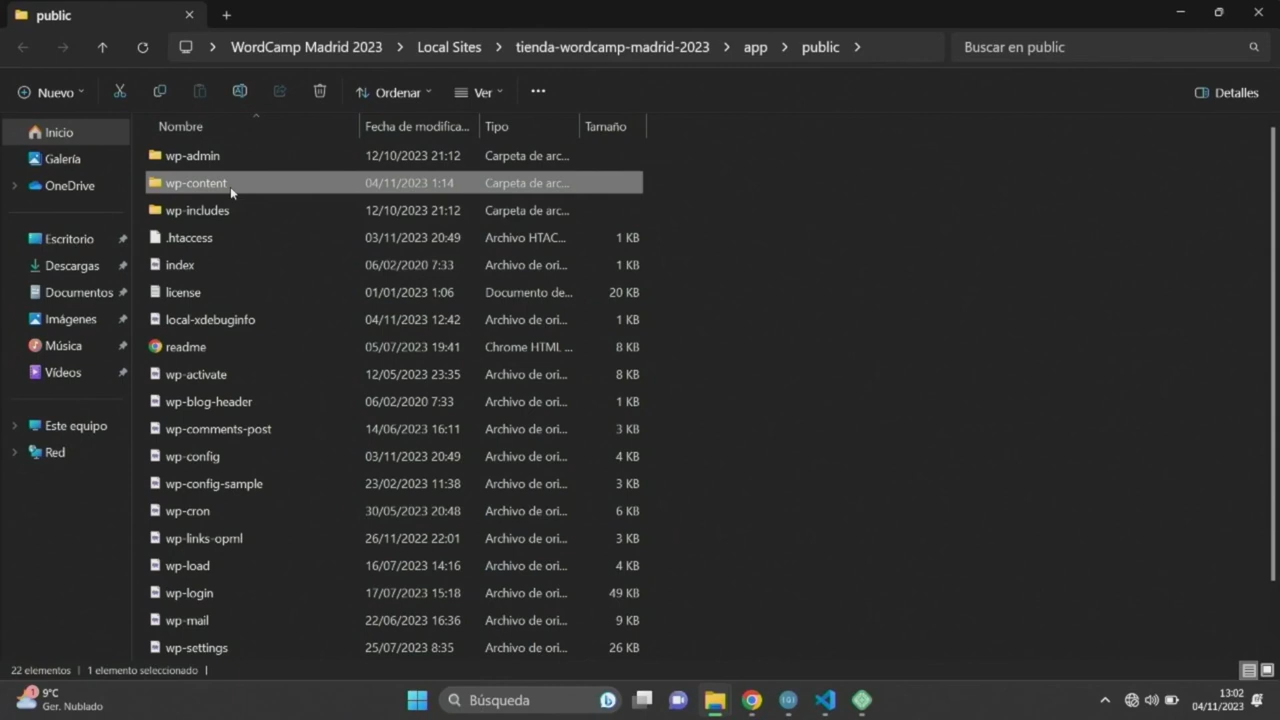 public
WordCamp Madrid 2023 > Local Sites > tienda-wordcamp-madrid-2023 > app > public >
Buscar en public
Nuevo
Ordenar
Ver
Detalles
Inicio
Galería
OneDrive
Escritorio
Descargas
Documentos
Imágenes
Música
Vídeos
Este equipo
Red
Nombre Fecha de modifica... Tipo Tamaño
wp-admin 12/10/2023 21:12 Carpeta de arc...
wp-content 04/11/2023 1:14 Carpeta de arc...
wp-includes 12/10/2023 21:12 Carpeta de arc...
.htaccess 03/11/2023 20:49 Archivo HTAC... 1 KB
index 06/02/2020 7:33 Archivo de ori... 1 KB
license 01/01/2023 1:06 Documento de... 20 KB
local-xdebuginfo 04/11/2023 12:42 Archivo de ori... 1 KB
readme 05/07/2023 19:41 Chrome HTML ... 8 KB
wp-activate 12/05/2023 23:35 Archivo de ori... 8 KB
wp-blog-header 06/02/2020 7:33 Archivo de ori... 1 KB
wp-comments-post 14/06/2023 16:11 Archivo de ori... 3 KB
wp-config 03/11/2023 20:49 Archivo de ori... 4 KB
wp-config-sample 23/02/2023 11:38 Archivo de ori... 3 KB
wp-cron 30/05/2023 20:48 Archivo de ori... 6 KB
wp-links-opml 26/11/2022 22:01 Archivo de ori... 3 KB
wp-load 16/07/2023 14:16 Archivo de ori... 4 KB
wp-login 17/07/2023 15:18 Archivo de ori... 49 KB
wp-mail 22/06/2023 16:36 Archivo de ori... 9 KB
wp-settings 25/07/2023 8:35 Archivo de ori... 26 KB
22 elementos | 1 elemento seleccionado |
1
9°C
Ger. Nublado
Búsqueda
13:02
04/11/2023